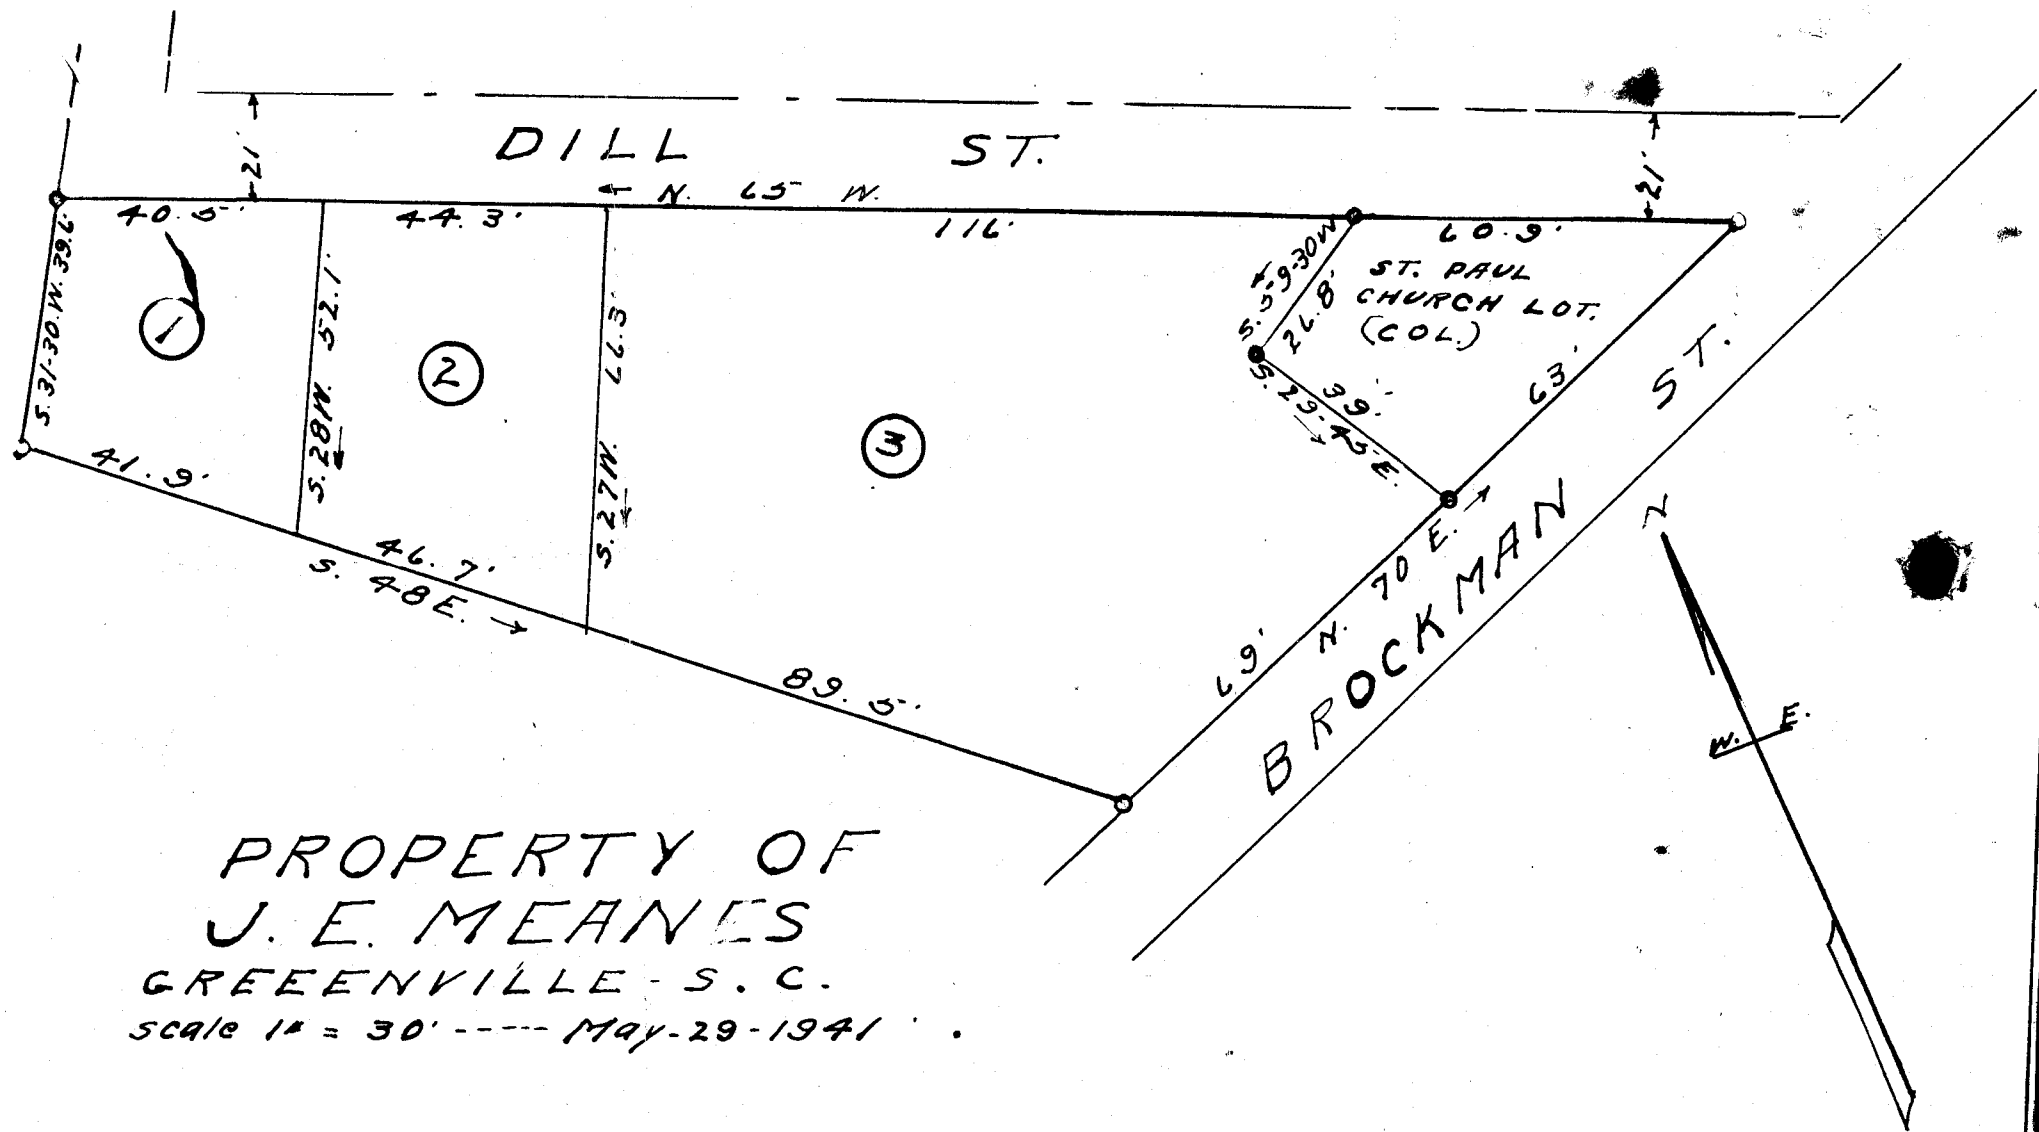 DILL ST.
21'
21'
← N. 65 W.
40.5'
44.3'
116'
60.9'
S. 31-30 W. 39.6'
1
S. 28 W. 52.1'
2
S. 27 W. 66.3'
3
S. 59-30 W
26.8'
ST. PAUL
CHURCH LOT.
(COL.)
39'
S. 29-45 E.
63'
41.9'
46.7'
S. 48 E. →
89.5'
69'
N. 70 E. →
BROCKMAN ST.
N
W. E.
PROPERTY OF
J. E. MEANES
GREEENVILLE - S. C.
scale 1" = 30' ----- May-29-1941